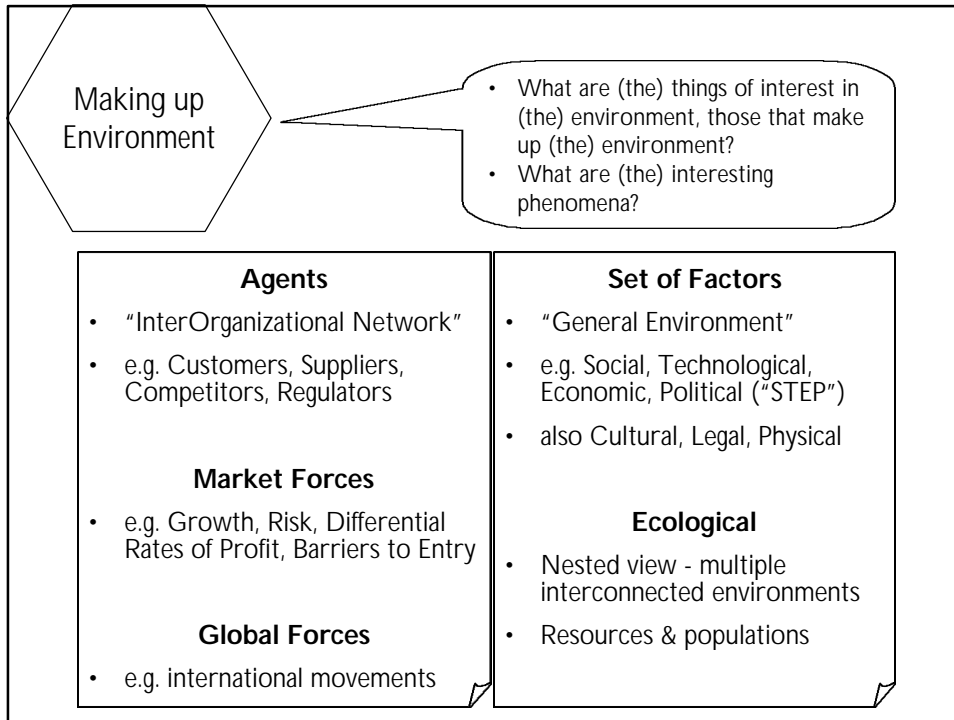 Making up
Environment
• What are (the) things of interest in
(the) environment, those that make
up (the) environment?
• What are (the) interesting
phenomena?
Agents
• “InterOrganizational Network”
• e.g. Customers, Suppliers,
Competitors, Regulators
Market Forces
• e.g. Growth, Risk, Differential
Rates of Profit, Barriers to Entry
Global Forces
• e.g. international movements
Set of Factors
• “General Environment”
• e.g. Social, Technological,
Economic, Political (“STEP”)
• also Cultural, Legal, Physical
Ecological
• Nested view - multiple
interconnected environments
• Resources & populations